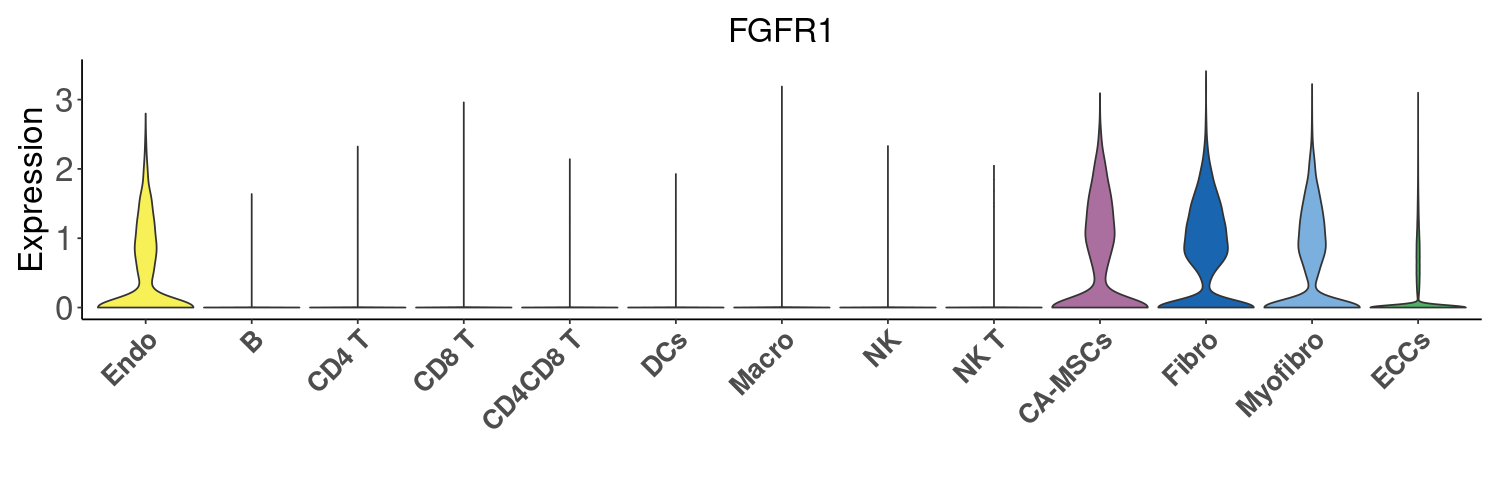 FGFR1
Expression
3
2
1
0
Endo
B
CD4 T
CD8 T
CD4CD8 T
DCs
Macro
NK
NK T
CA-MSCs
Fibro
Myofibro
ECCs